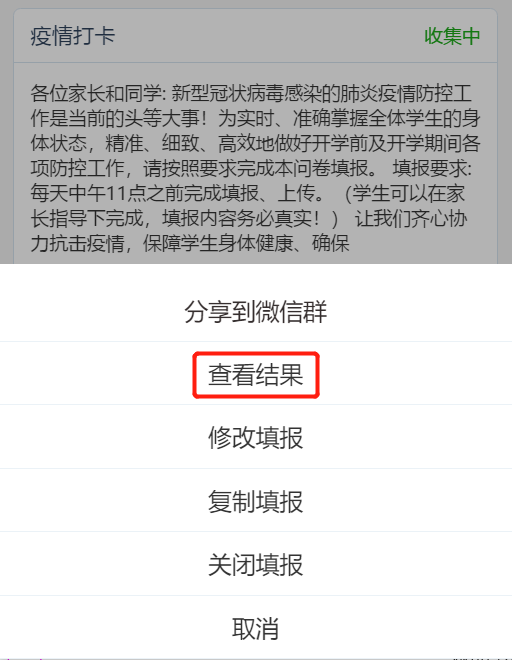 疫情打卡
收集中
各位家长和同学: 新型冠状病毒感染的肺炎疫情防控工
作是当前的头等大事！为实时、准确掌握全体学生的身
体状态，精准、细致、高效地做好开学前及开学期间各
项防控工作，请按照要求完成本问卷填报。 填报要求:
每天中午11点之前完成填报、上传。（学生可以在家
长指导下完成，填报内容务必真实！） 让我们齐心协
力抗击疫情，保障学生身体健康、确保
分享到微信群
查看结果
修改填报
复制填报
关闭填报
取消